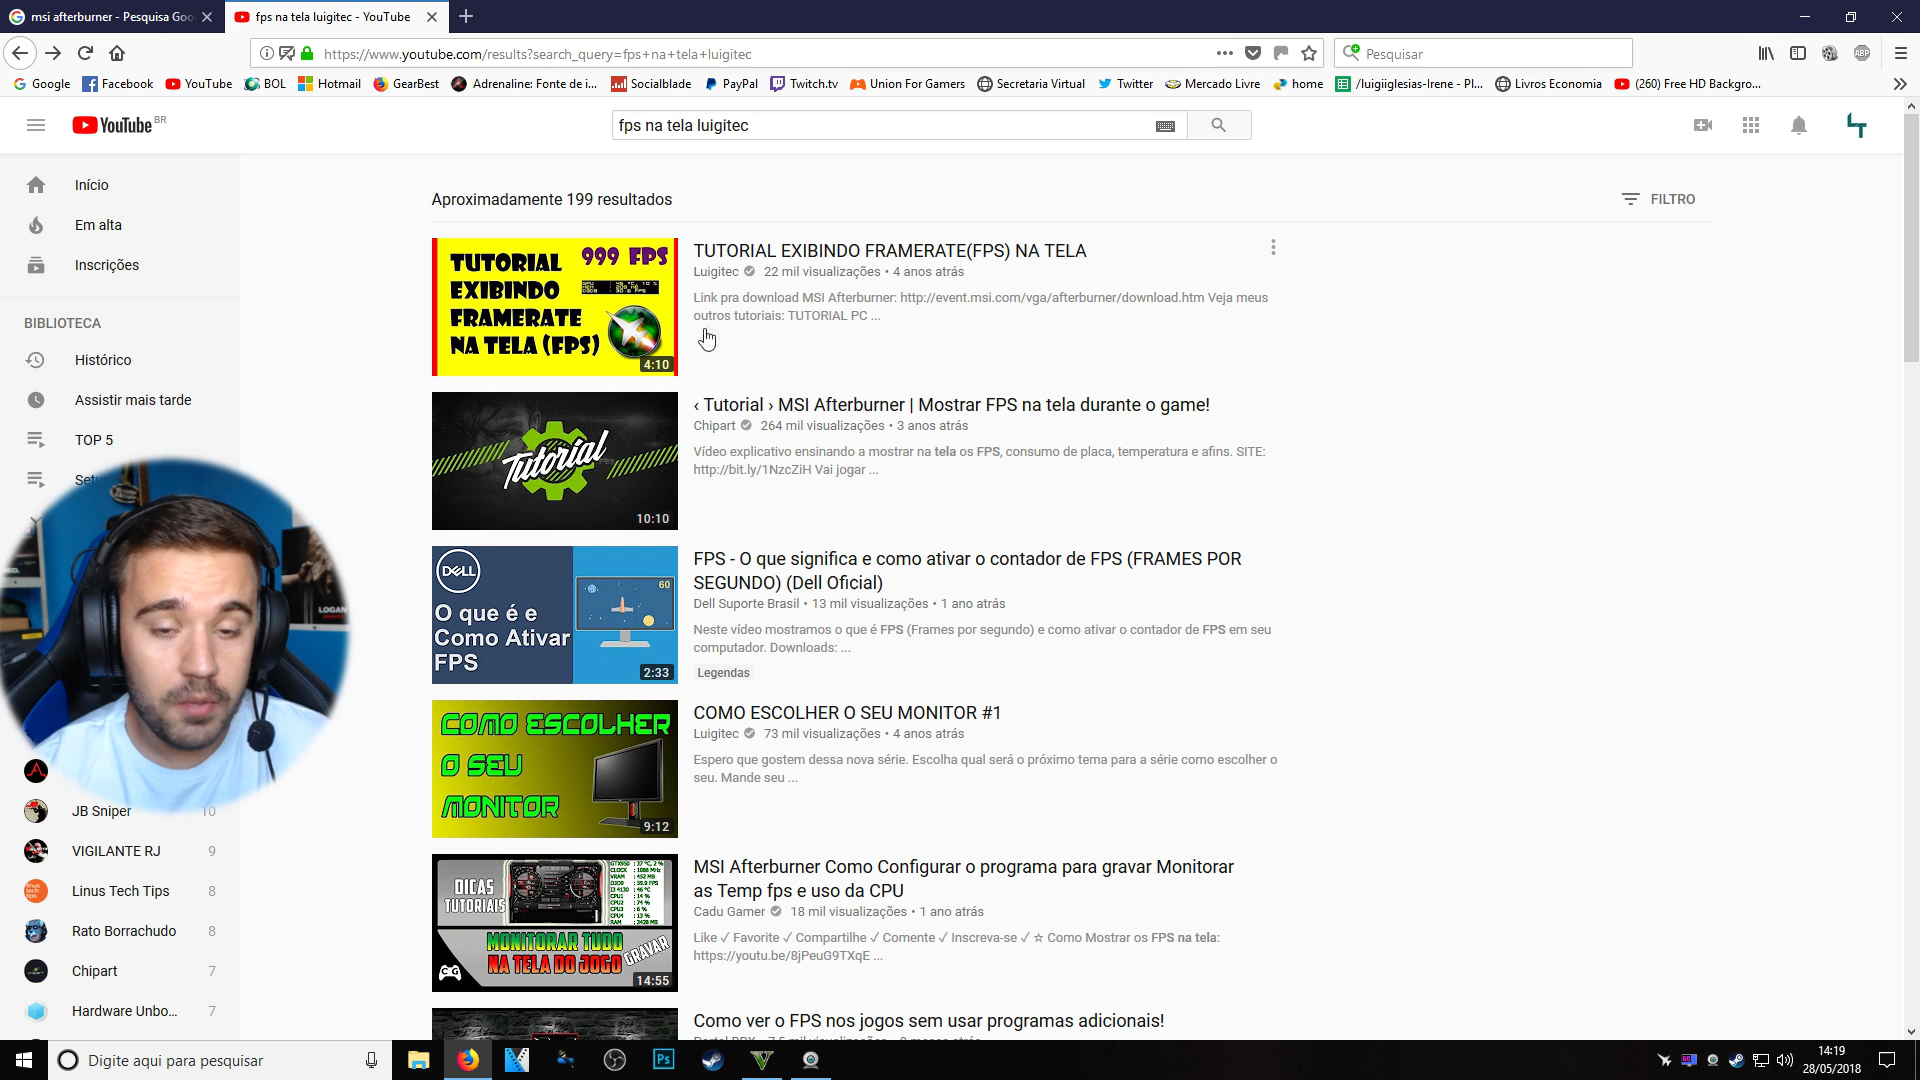 msi afterburner - Pesquisa Goo
fps na tela luigitec - YouTube
https://www.youtube.com/results?search_query=fps+na+tela+luigitec
Pesquisar
Google
Facebook
YouTube
BOL
Hotmail
GearBest
Adrenaline: Fonte de i...
Socialblade
PayPal
Twitch.tv
Union For Gamers
Secretaria Virtual
Twitter
Mercado Livre
home
/luigiiglesias-Irene - Pl...
Livros Economia
(260) Free HD Backgro...
YouTube BR
fps na tela luigitec
Início
Em alta
Inscrições
BIBLIOTECA
Histórico
Assistir mais tarde
TOP 5
JB Sniper 10
VIGILANTE RJ 9
Linus Tech Tips 8
Rato Borrachudo 8
Chipart 7
Hardware Unbo... 7
Aproximadamente 199 resultados
FILTRO
TUTORIAL 999 FPS
EXIBINDO
FRAMERATE
NA TELA (FPS)
4:10
TUTORIAL EXIBINDO FRAMERATE(FPS) NA TELA
Luigitec 22 mil visualizações • 4 anos atrás
Link pra download MSI Afterburner: http://event.msi.com/vga/afterburner/download.htm Veja meus
outros tutoriais: TUTORIAL PC ...
Tutorial
10:10
‹ Tutorial › MSI Afterburner | Mostrar FPS na tela durante o game!
Chipart 264 mil visualizações • 3 anos atrás
Vídeo explicativo ensinando a mostrar na tela os FPS, consumo de placa, temperatura e afins. SITE:
http://bit.ly/1NzcZiH Vai jogar ...
DELL
60
O que é e
Como Ativar
FPS
2:33
FPS - O que significa e como ativar o contador de FPS (FRAMES POR
SEGUNDO) (Dell Oficial)
Dell Suporte Brasil • 13 mil visualizações • 1 ano atrás
Neste vídeo mostramos o que é FPS (Frames por segundo) e como ativar o contador de FPS em seu
computador. Downloads: ...
Legendas
COMO ESCOLHER
O SEU
MONITOR
9:12
COMO ESCOLHER O SEU MONITOR #1
Luigitec 73 mil visualizações • 4 anos atrás
Espero que gostem dessa nova série. Escolha qual será o próximo tema para a série como escolher o
seu. Mande seu ...
DICAS
TUTORIAIS
MONITORAR TUDO
NA TELA DO JOGO
GRAVAR
CG
14:55
MSI Afterburner Como Configurar o programa para gravar Monitorar
as Temp fps e uso da CPU
Cadu Gamer 18 mil visualizações • 1 ano atrás
Like ✓ Favorite ✓ Compartilhe ✓ Comente ✓ Inscreva-se ✓ ☆ Como Mostrar os FPS na tela:
https://youtu.be/8jPeuG9TXqE ...
Como ver o FPS nos jogos sem usar programas adicionais!
LOGAN
Digite aqui para pesquisar
Ps
14:19
28/05/2018